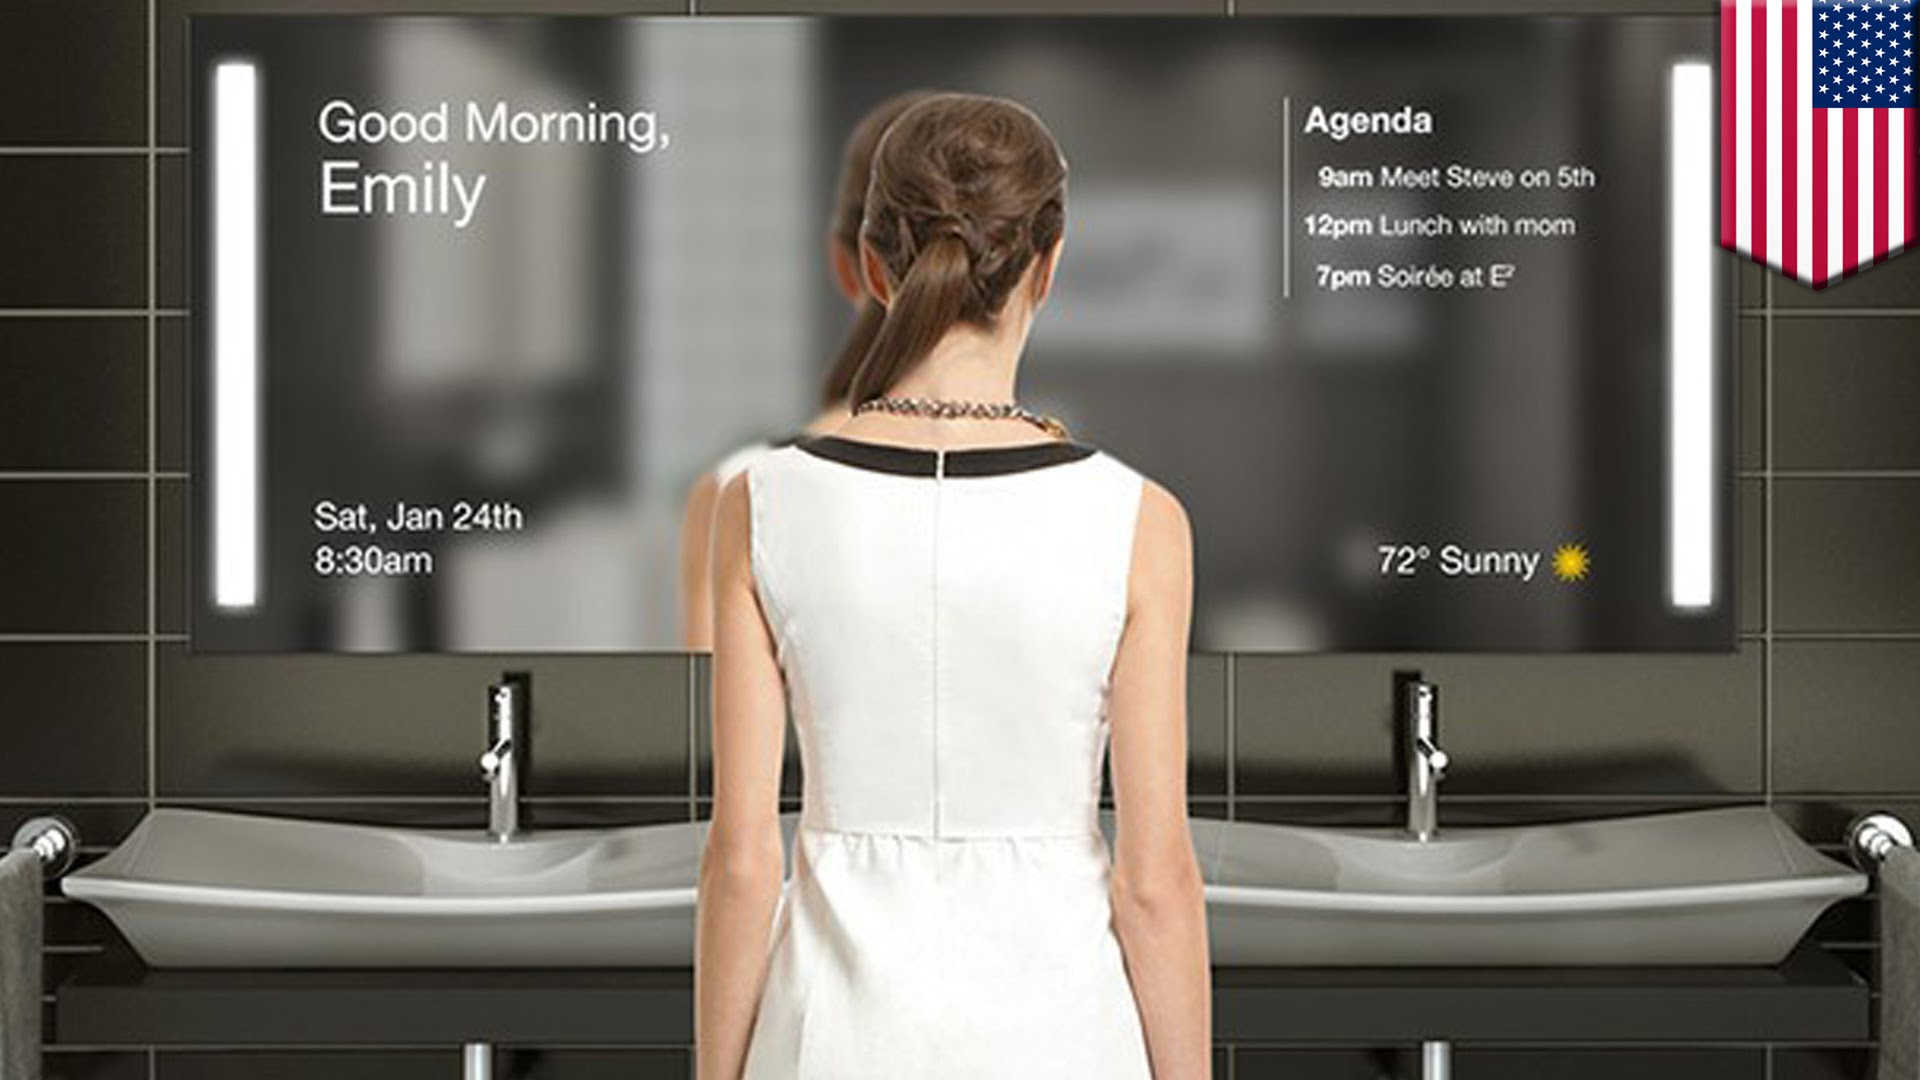 Good Morning,
Emily
Sat, Jan 24th
8:30am
Agenda
9am Meet Steve on 5th
12pm Lunch with mom
7pm Soirée at E²
72° Sunny